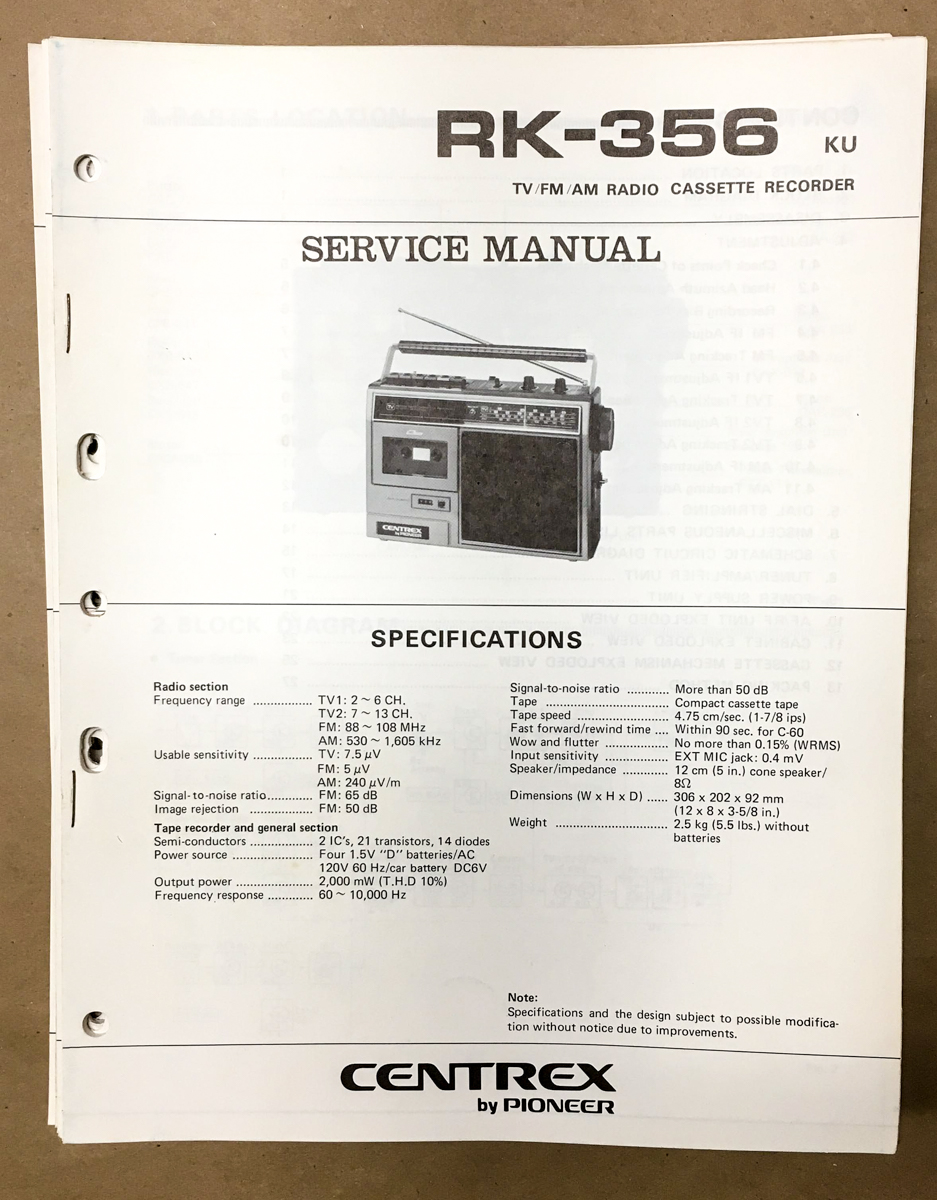 RK-356 KU
TV/FM/AM RADIO CASSETTE RECORDER
SERVICE MANUAL
CENTREX
by PIONEER
SPECIFICATIONS
Radio section
Frequency range ................ TV1: 2 ~ 6 CH.
TV2: 7 ~ 13 CH.
FM: 88 ~ 108 MHz
AM: 530 ~ 1,605 kHz
Usable sensitivity ................ TV: 7.5 μV
FM: 5 μV
AM: 240 μV/m
Signal-to-noise ratio............. FM: 65 dB
Image rejection .................... FM: 50 dB
Tape recorder and general section
Semi-conductors ................. 2 IC's, 21 transistors, 14 diodes
Power source ...................... Four 1.5V "D" batteries/AC
120V 60 Hz/car battery DC6V
Output power ..................... 2,000 mW (T.H.D 10%)
Frequency response ............. 60 ~ 10,000 Hz
Signal-to-noise ratio ............ More than 50 dB
Tape ................................... Compact cassette tape
Tape speed .......................... 4.75 cm/sec. (1-7/8 ips)
Fast forward/rewind time .... Within 90 sec. for C-60
Wow and flutter .................. No more than 0.15% (WRMS)
Input sensitivity ................... EXT MIC jack: 0.4 mV
Speaker/impedance ............. 12 cm (5 in.) cone speaker/
8Ω
Dimensions (W x H x D) ...... 306 x 202 x 92 mm
(12 x 8 x 3-5/8 in.)
Weight ................................ 2.5 kg (5.5 lbs.) without
batteries
Note:
Specifications and the design subject to possible modifica-
tion without notice due to improvements.
CENTREX
by PIONEER